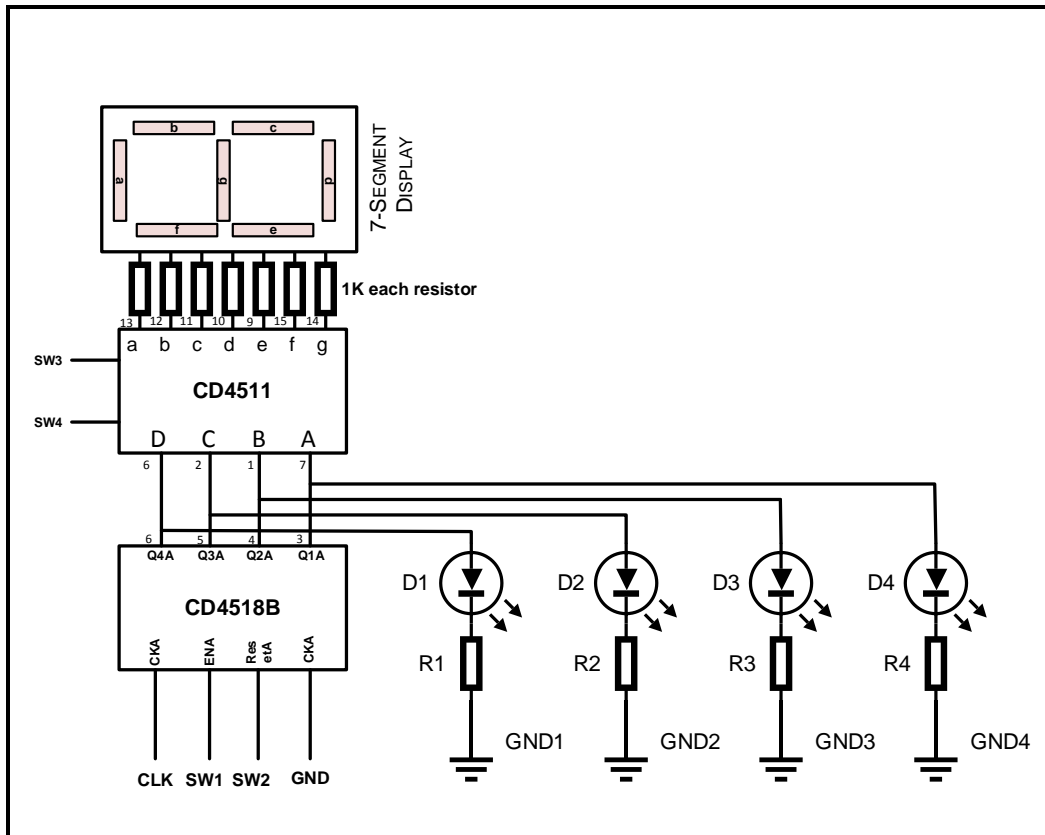 b c
a g d
f e
7-SEGMENT
DISPLAY
1K each resistor
13 12 11 10 9 15 14
a b c d e f g
SW3
CD4511
SW4
D C B A
6 2 1 7
6 5 4 3
Q4A Q3A Q2A Q1A
CD4518B
CKA ENA Res CKA
etA
CLK SW1 SW2 GND
D1 D2 D3 D4
R1 R2 R3 R4
GND1 GND2 GND3 GND4